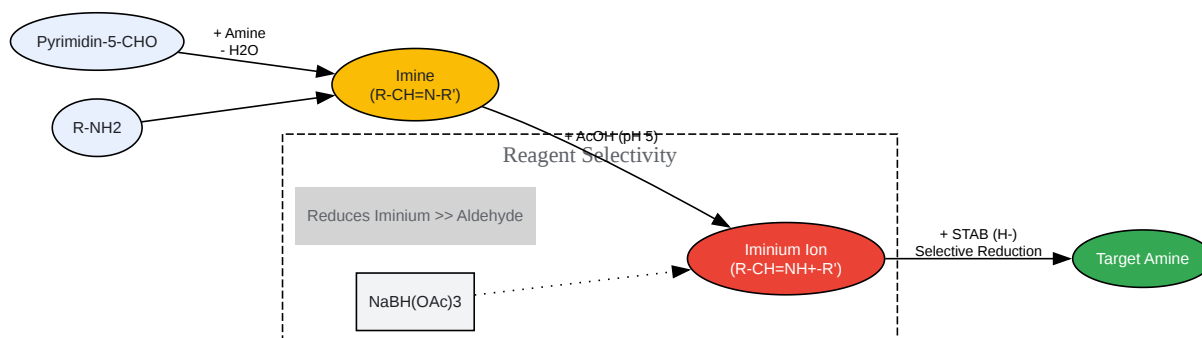 Pyrimidin-5-CHO
+ Amine
- H2O
Imine
(R-CH=N-R')
R-NH2
+ AcOH (pH 5)
Reagent Selectivity
Reduces Iminium >> Aldehyde
+ STAB (H-)
Selective Reduction
Iminium Ion
(R-CH=NH+-R')
Target Amine
NaBH(OAc)3